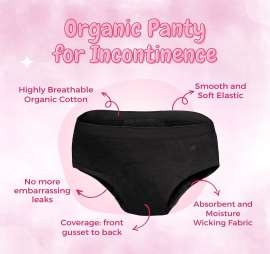 Organic Panty
for Incontinence
Highly Breathable
Organic Cotton
Smooth and
Soft Elastic
No more
embarrassing
leaks
Coverage: front
gusset to back
Absorbent and
Moisture
Wicking Fabric